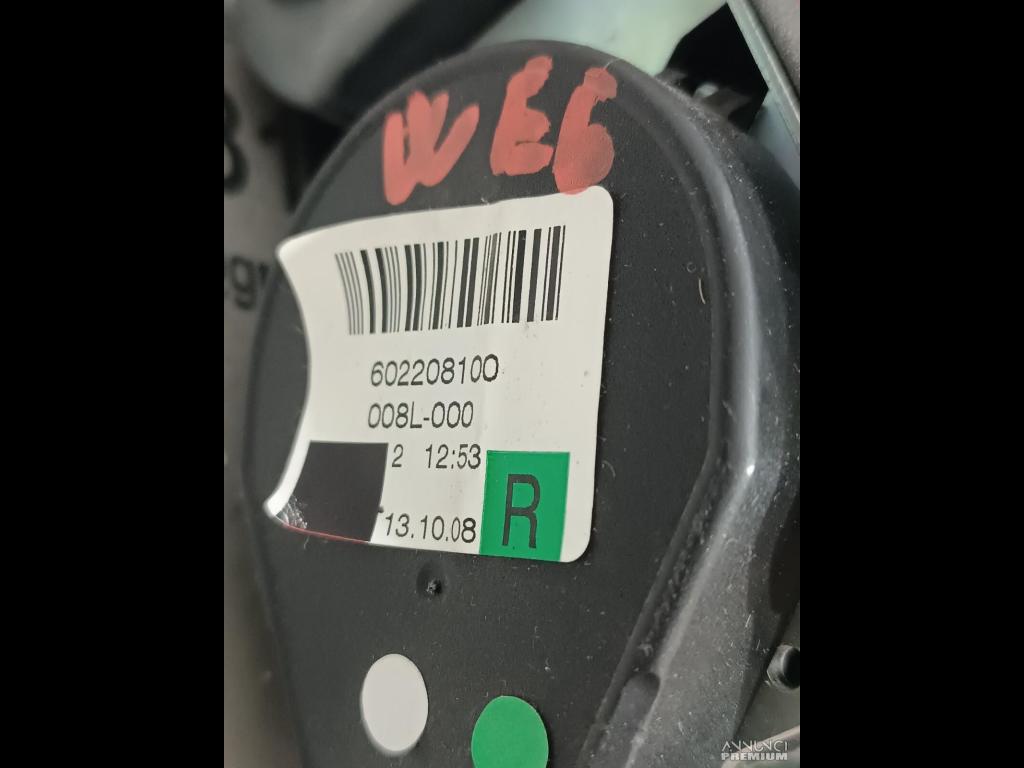 WE6
602208100
008L-000
2 12:53
13.10.08
R
ANNUNCI
PREMIUM